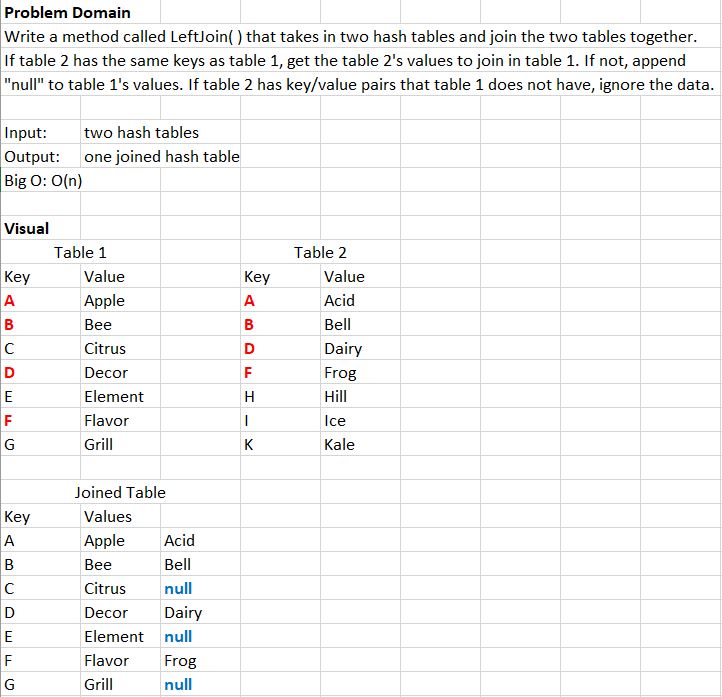 Problem Domain
Write a method called LeftJoin( ) that takes in two hash tables and join the two tables together.
If table 2 has the same keys as table 1, get the table 2's values to join in table 1. If not, append
"null" to table 1's values. If table 2 has key/value pairs that table 1 does not have, ignore the data.
Input: two hash tables
Output: one joined hash table
Big O: O(n)
Visual
Table 1 Table 2
Key Value Key Value
A Apple A Acid
B Bee B Bell
C Citrus D Dairy
D Decor F Frog
E Element H Hill
F Flavor I Ice
G Grill K Kale
Joined Table
Key Values
A Apple Acid
B Bee Bell
C Citrus null
D Decor Dairy
E Element null
F Flavor Frog
G Grill null